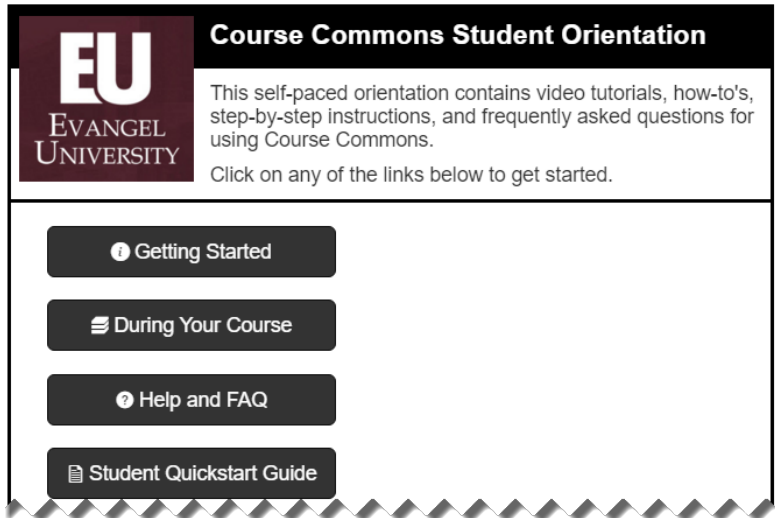 EU
EVANGEL
UNIVERSITY
Course Commons Student Orientation
This self-paced orientation contains video tutorials, how-to's,
step-by-step instructions, and frequently asked questions for
using Course Commons.
Click on any of the links below to get started.
Getting Started
During Your Course
Help and FAQ
Student Quickstart Guide